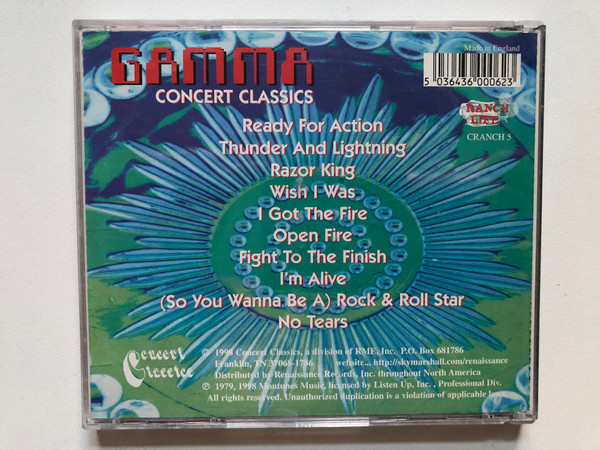 GAMMA
CONCERT CLASSICS
Made in England
5 036436 000623
RANCH
LIFE
CRANCH 5
Ready For Action
Thunder And Lightning
Razor King
Wish I Was
I Got The Fire
Open Fire
Fight To The Finish
I'm Alive
(So You Wanna Be A) Rock & Roll Star
No Tears
Concert
Classics
© 1998 Concert Classics, a division of RME, Inc. P.O. Box 681786
Franklin, TN 37068-1786 website... http://skymarshall.com/renaissance
Distributed by Renaissance Records, Inc. throughout North America
℗ 1979, 1998 Montunes Music, licensed by Listen Up, Inc. , Professional Div.
All rights reserved. Unauthorized duplication is a violation of applicable laws.